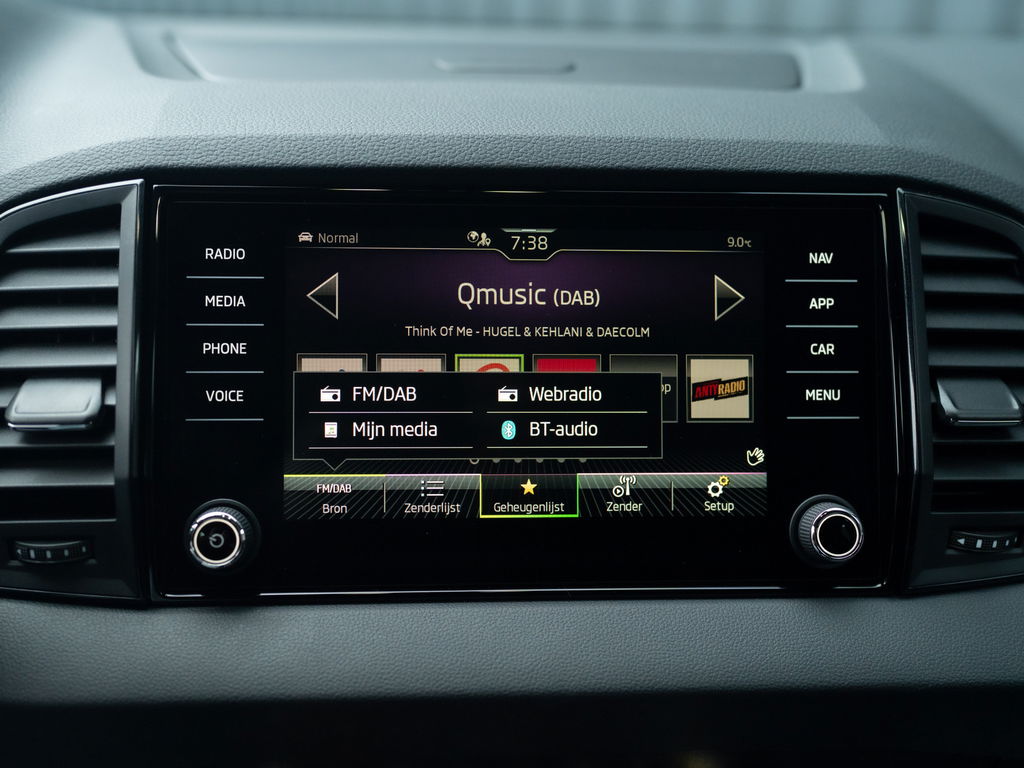 RADIO
MEDIA
PHONE
VOICE
Normal
7:38
9.0°C
Qmusic (DAB)
Think Of Me - HUGEL & KEHLANI & DAECOLM
ANTYRADIO
FM/DAB
Webradio
Mijn media
BT-audio
FM/DAB
Bron
Zenderlijst
Geheugenlijst
Zender
Setup
NAV
APP
CAR
MENU